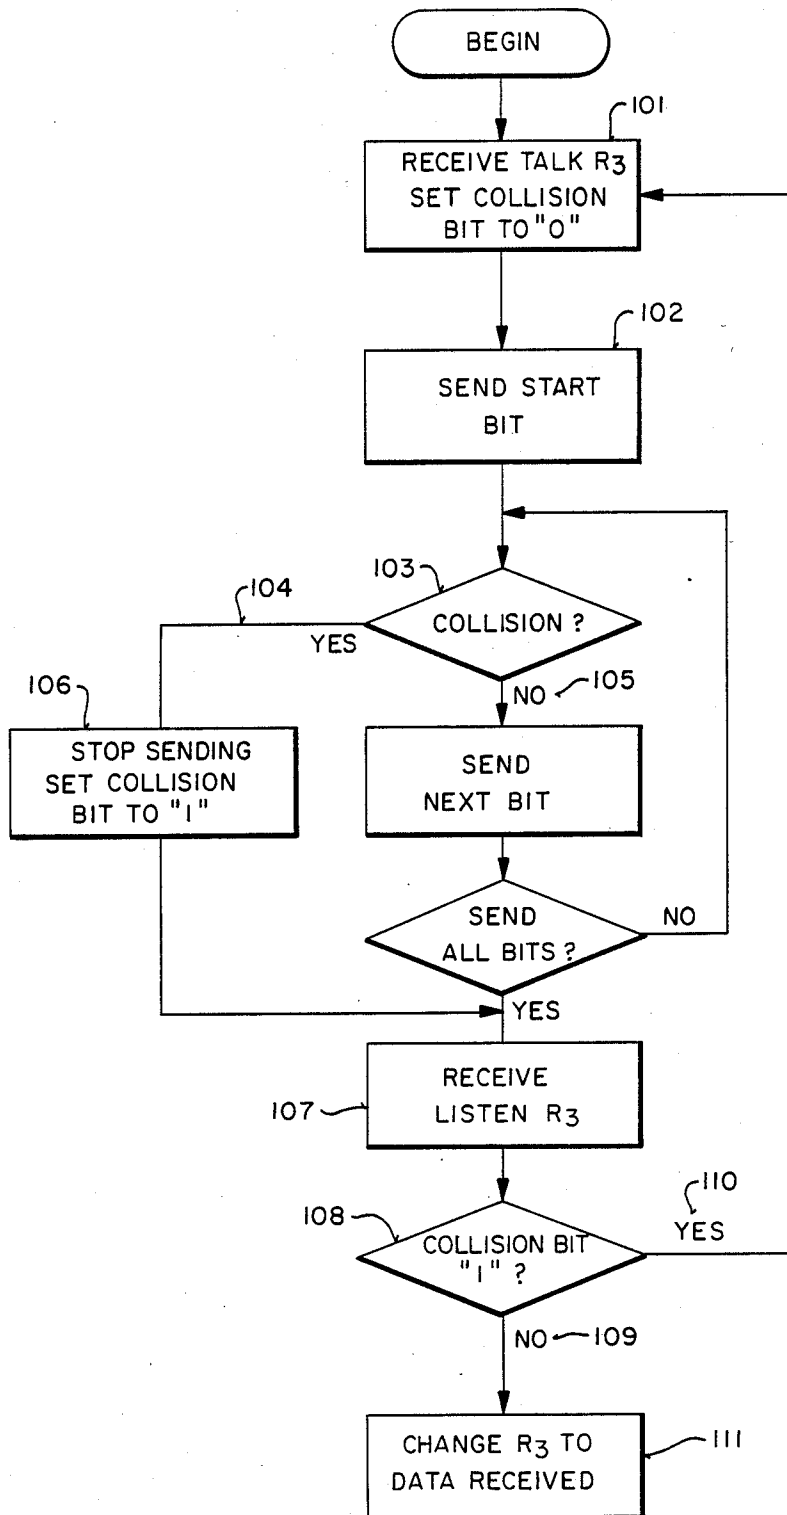 BEGIN
101
RECEIVE TALK R3
SET COLLISION
BIT TO "0"
102
SEND START
BIT
103
COLLISION ?
104
YES
NO
105
106
STOP SENDING
SET COLLISION
BIT TO "1"
SEND
NEXT BIT
SEND
ALL BITS ?
NO
YES
RECEIVE
LISTEN R3
107
108
COLLISION BIT
"1" ?
110
YES
NO
109
CHANGE R3 TO
DATA RECEIVED
111